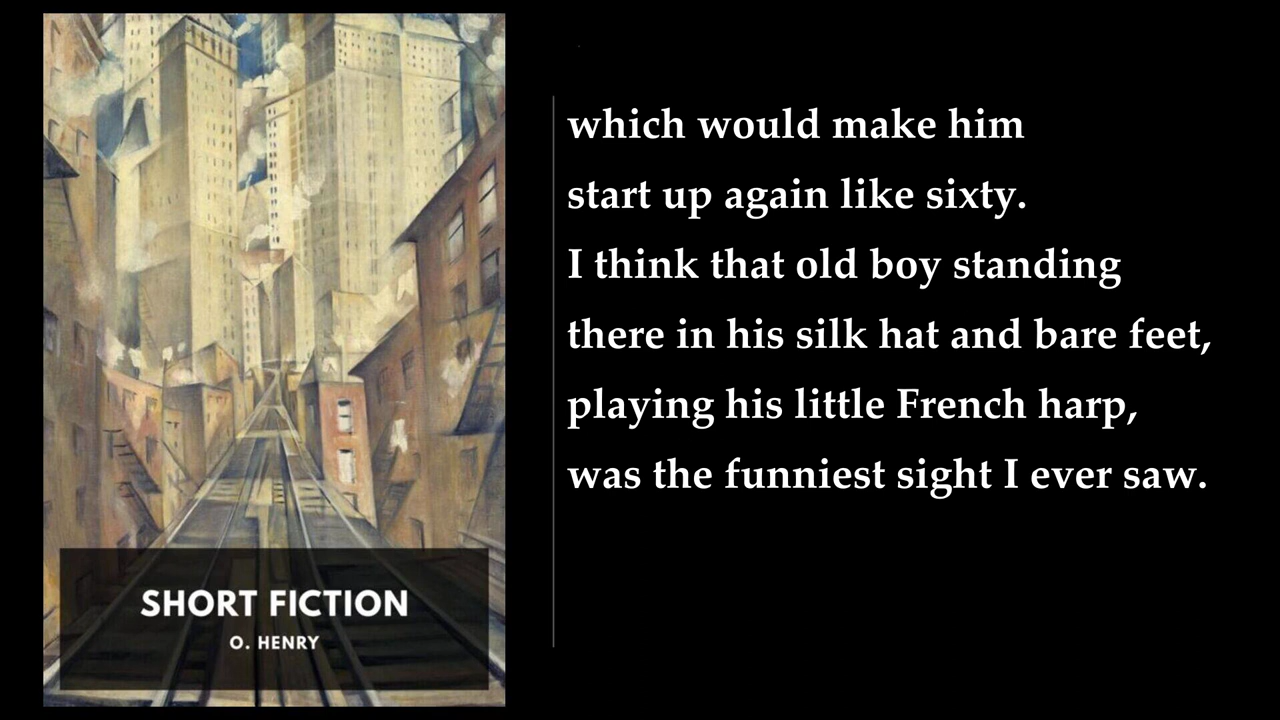 which would make him
start up again like sixty.
I think that old boy standing
there in his silk hat and bare feet,
playing his little French harp,
was the funniest sight I ever saw.
SHORT FICTION
O. HENRY